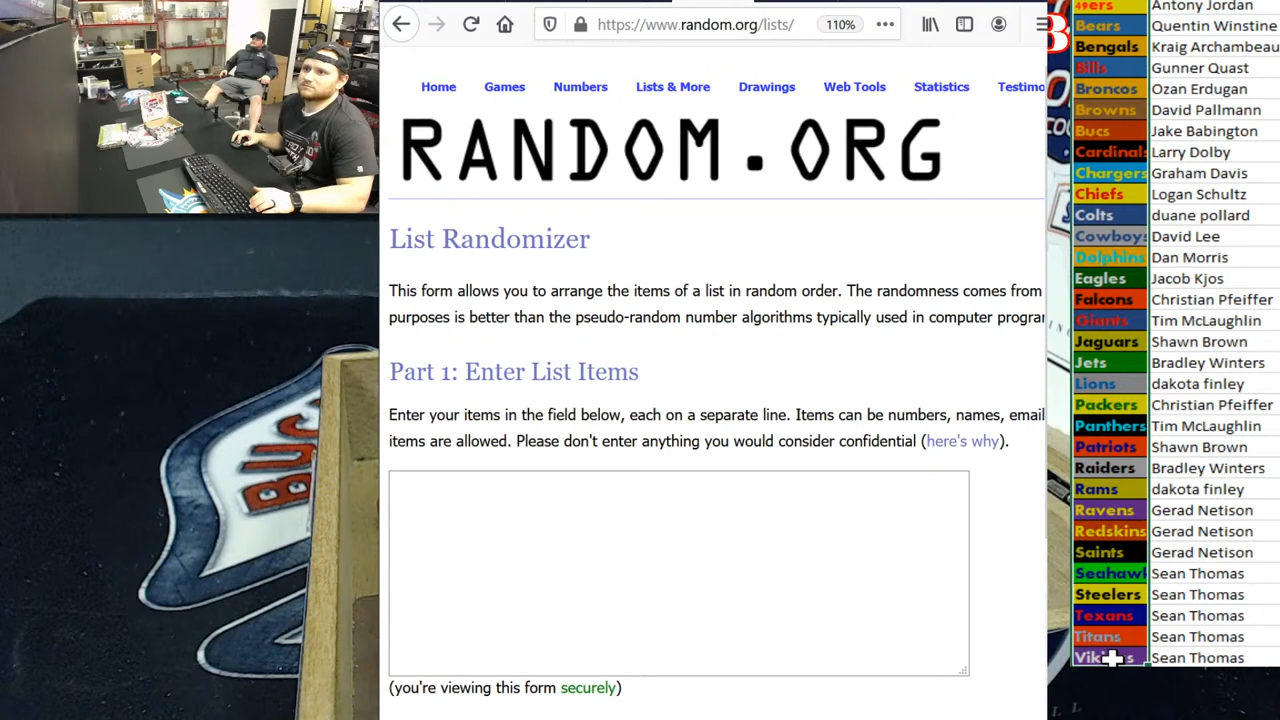 https://www.random.org/lists/
110%
Home
Games
Numbers
Lists & More
Drawings
Web Tools
Statistics
Testimo
RANDOM.ORG
List Randomizer
This form allows you to arrange the items of a list in random order. The randomness comes from
purposes is better than the pseudo-random number algorithms typically used in computer progran
Part 1: Enter List Items
Enter your items in the field below, each on a separate line. Items can be numbers, names, email
items are allowed. Please don't enter anything you would consider confidential (here's why).
(you're viewing this form securely)
49ers Antony Jordan
Bears Quentin Winstine
Bengals Kraig Archambeau
Bills Gunner Quast
Broncos Ozan Erdugan
Browns David Pallmann
Bucs Jake Babington
Cardinals Larry Dolby
Chargers Graham Davis
Chiefs Logan Schultz
Colts duane pollard
Cowboys David Lee
Dolphins Dan Morris
Eagles Jacob Kjos
Falcons Christian Pfeiffer
Giants Tim McLaughlin
Jaguars Shawn Brown
Jets Bradley Winters
Lions dakota finley
Packers Christian Pfeiffer
Panthers Tim McLaughlin
Patriots Shawn Brown
Raiders Bradley Winters
Rams dakota finley
Ravens Gerad Netison
Redskins Gerad Netison
Saints Gerad Netison
Seahawk Sean Thomas
Steelers Sean Thomas
Texans Sean Thomas
Titans Sean Thomas
Vikings Sean Thomas
BUC